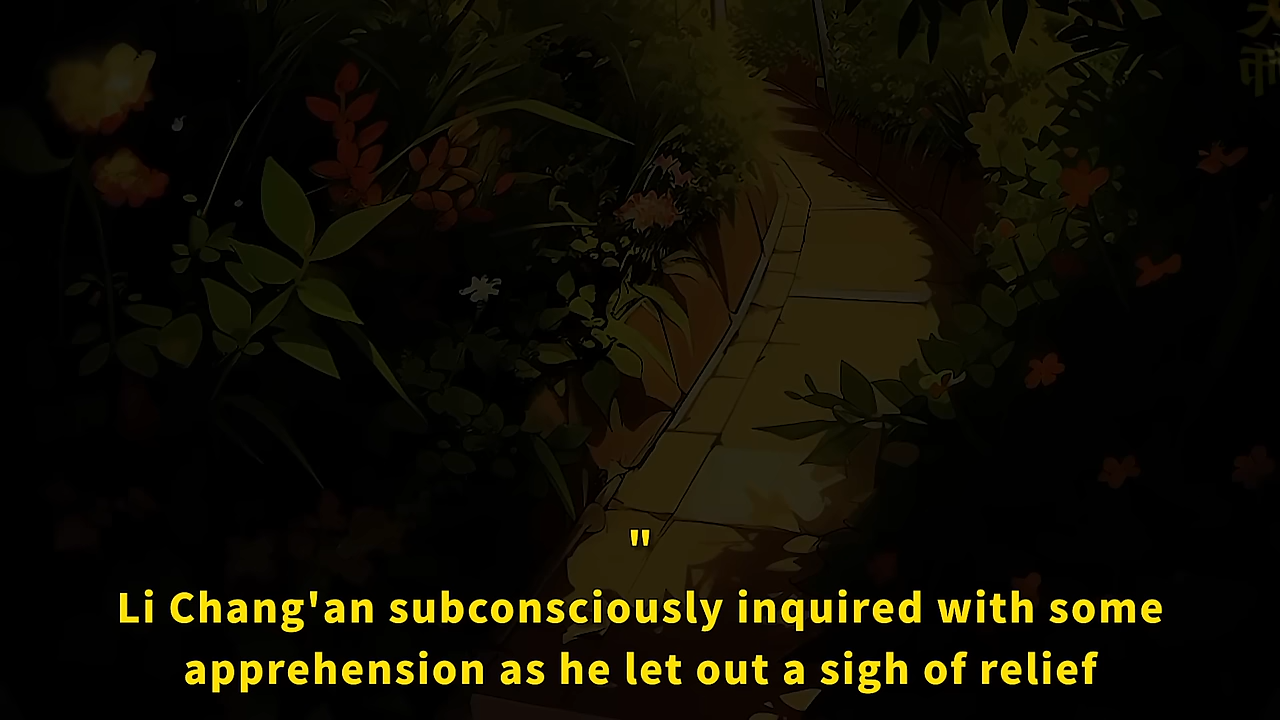 "
Li Chang'an subconsciously inquired with some
apprehension as he let out a sigh of relief